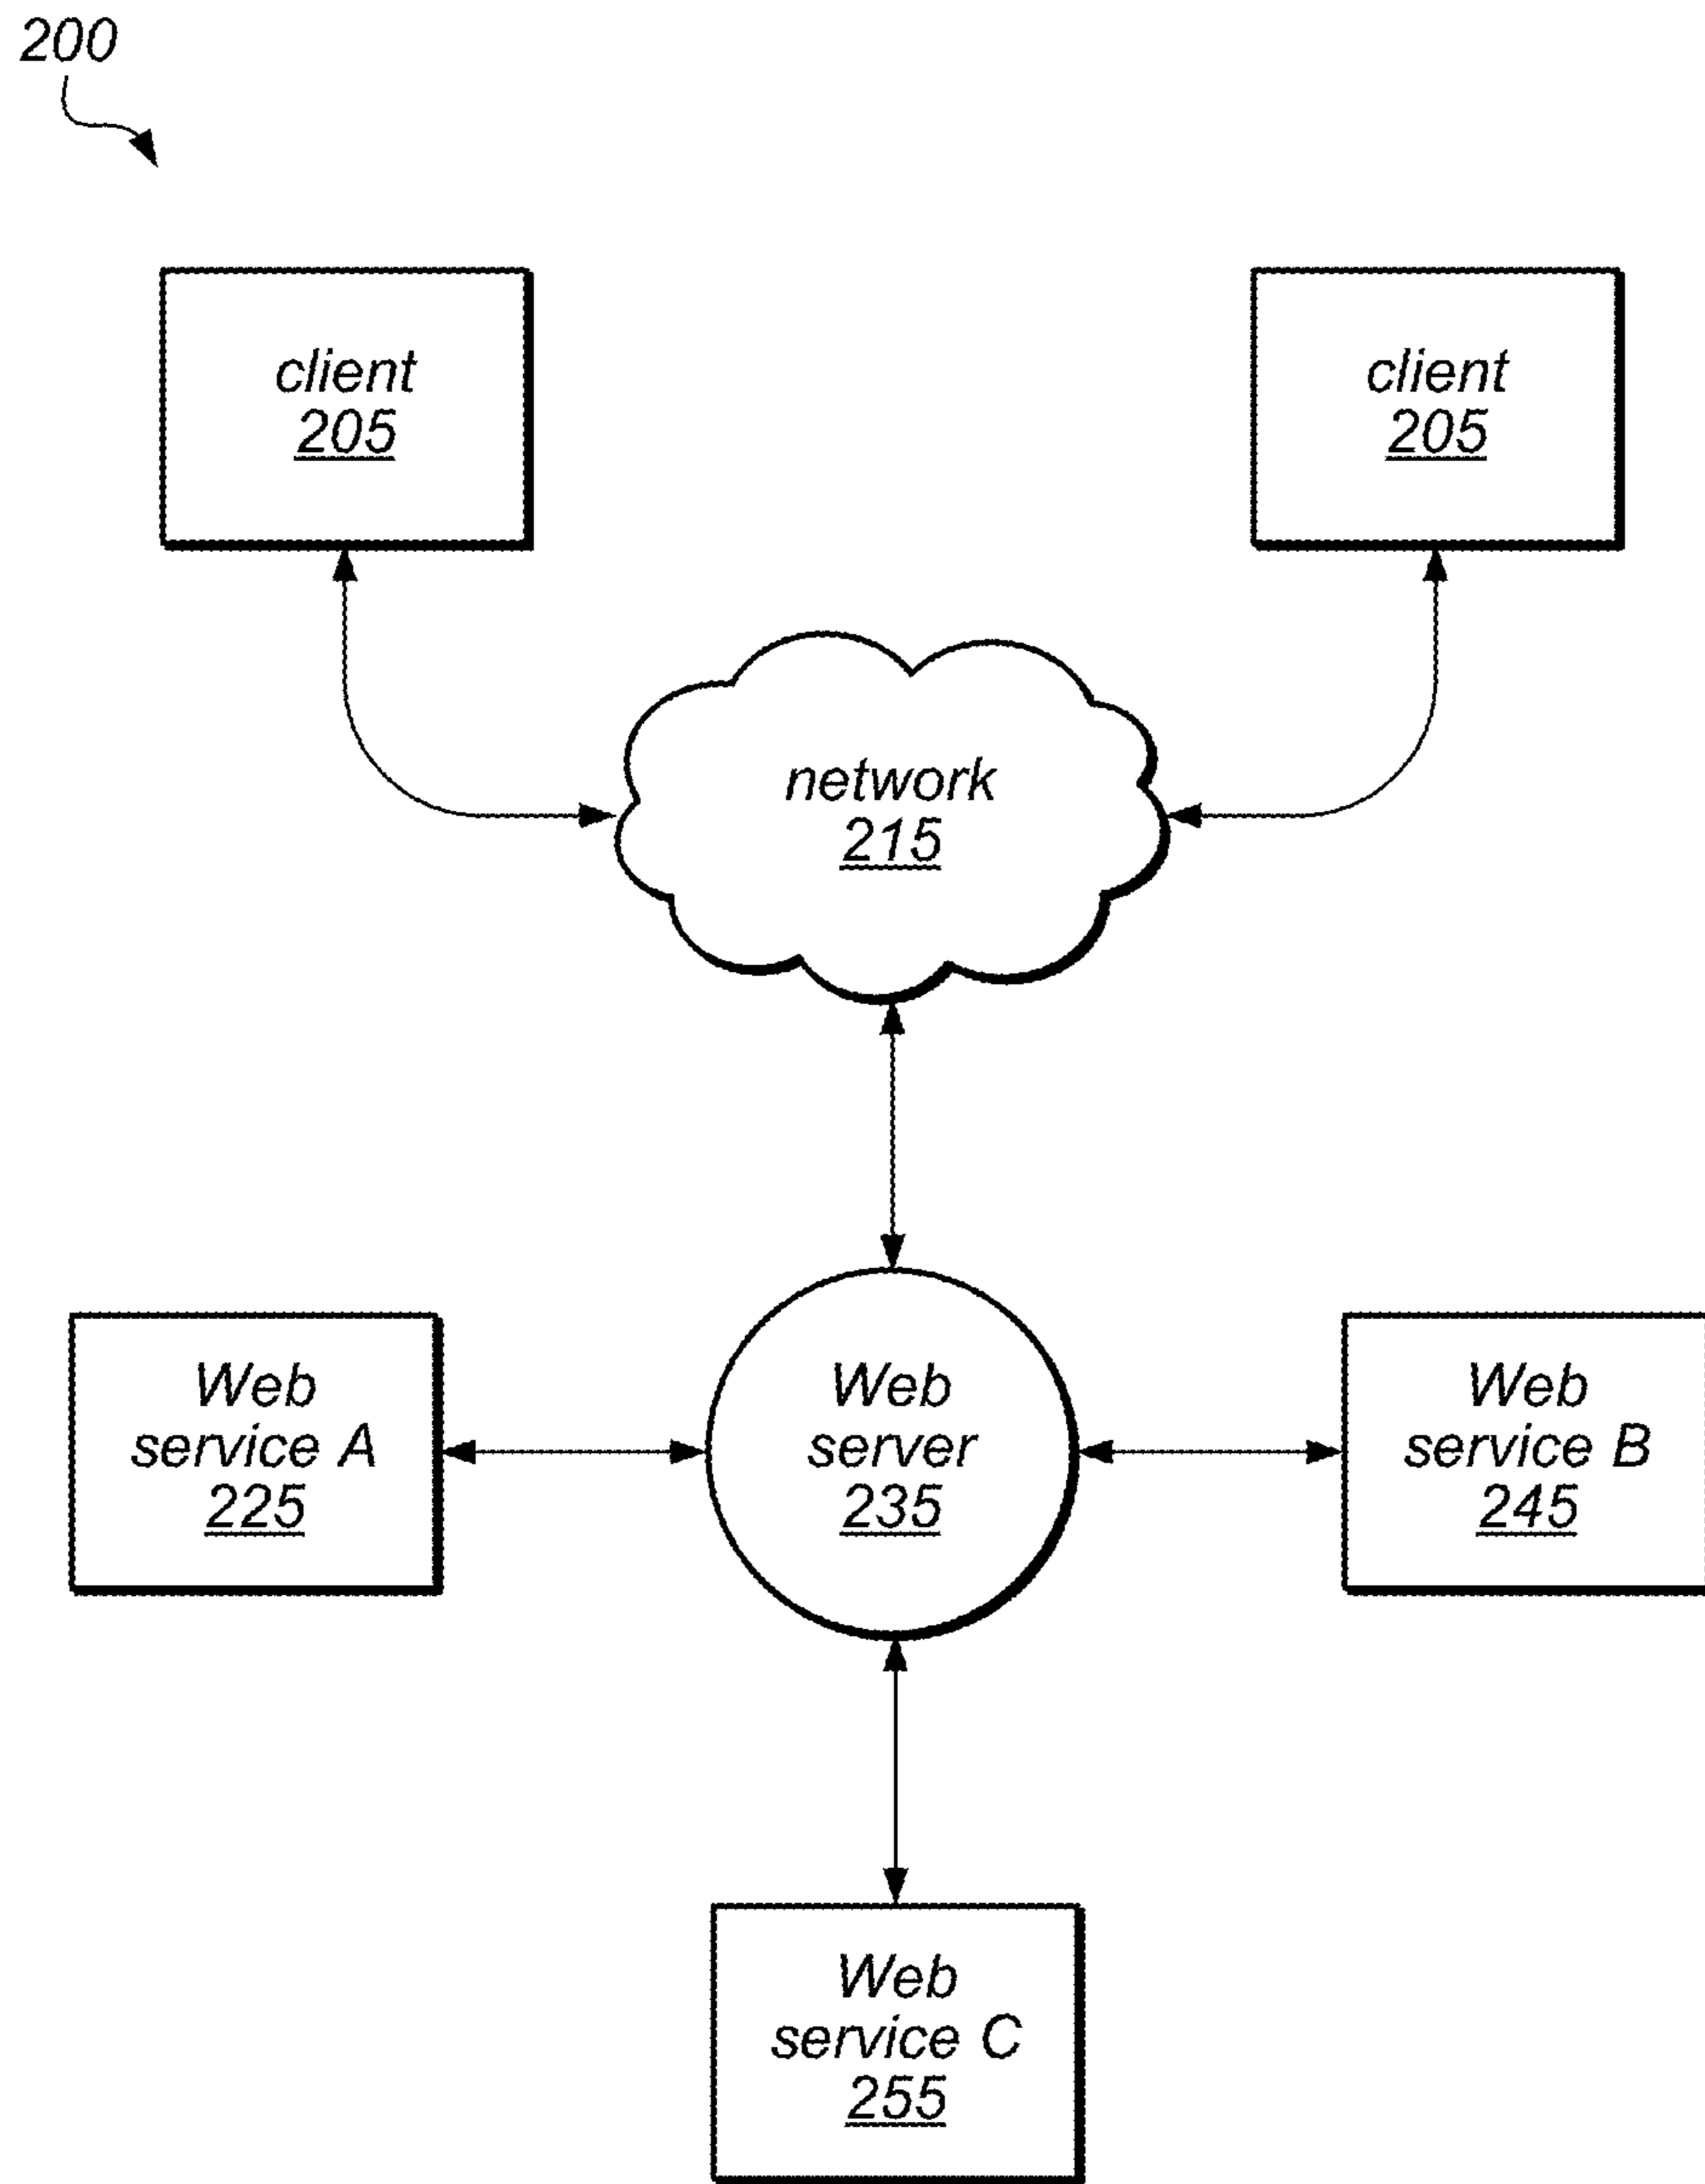 200
client
205
client
205
network
215
Web
service A
225
Web
server
235
Web
service B
245
Web
service C
255